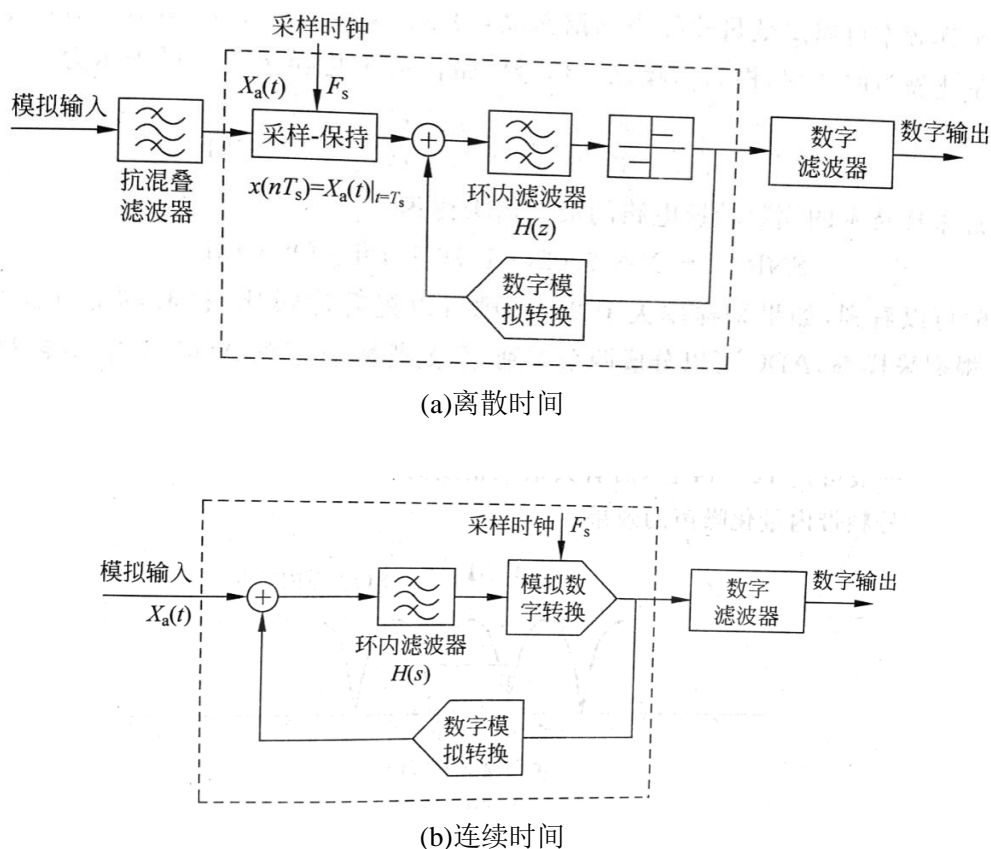 采样时钟
模拟输入
Xa(t)
Fs
采样-保持
数字
滤波器
数字输出
抗混叠
滤波器
x(nTs)=Xa(t)|t=Ts
环内滤波器
H(z)
数字模
拟转换
(a)离散时间
采样时钟
Fs
模拟输入
Xa(t)
模拟数
字转换
数字
滤波器
数字输出
环内滤波器
H(s)
数字模
拟转换
(b)连续时间